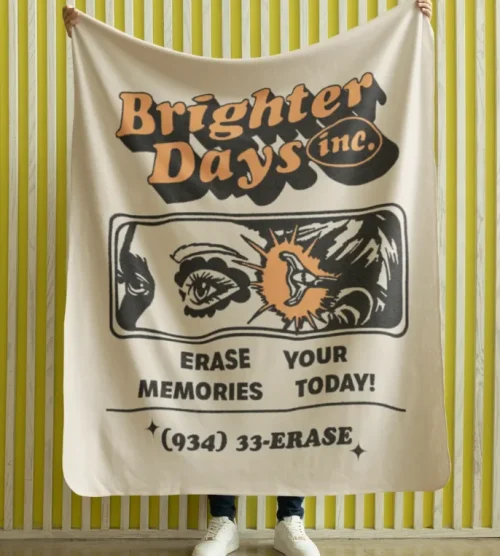 Brighter
Days inc.
ERASE YOUR
MEMORIES TODAY!
(934) 33-ERASE